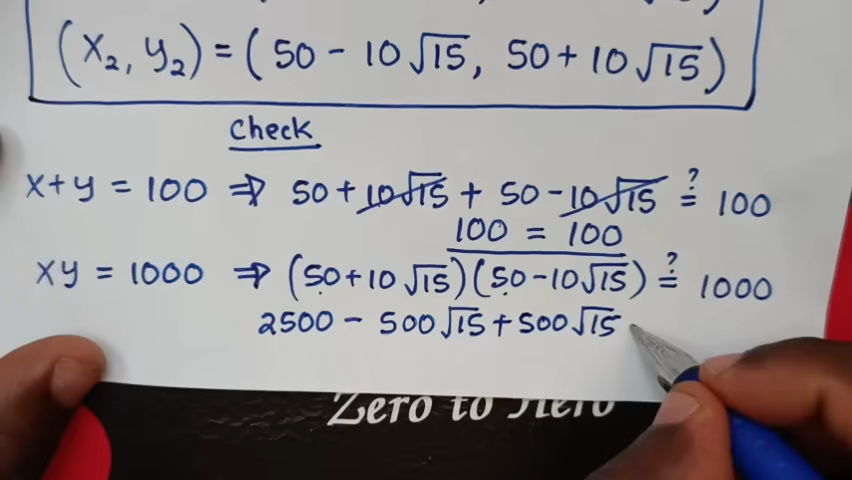 (x₂, y₂) = (50 - 10√15, 50 + 10√15)
Check
x+y = 100 ⇒ 50 + 10√15 + 50 - 10√15 ≟ 100
100 = 100
xy = 1000 ⇒ (50+10√15)(50-10√15) ≟ 1000
2500 - 500√15 + 500√15
Zero to Hero